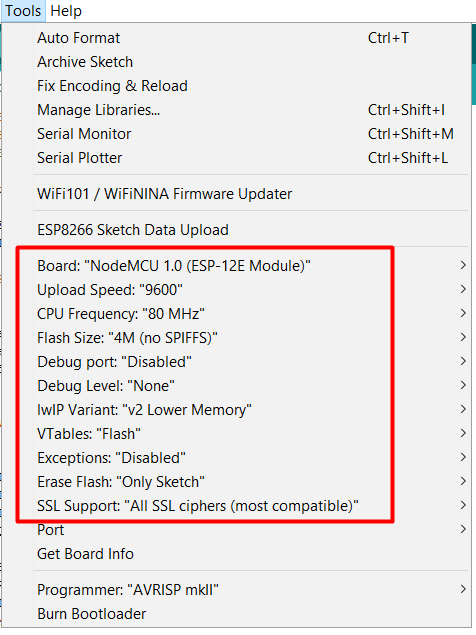 Tools Help
Auto Format Ctrl+T
Archive Sketch
Fix Encoding & Reload
Manage Libraries... Ctrl+Shift+I
Serial Monitor Ctrl+Shift+M
Serial Plotter Ctrl+Shift+L
WiFi101 / WiFiNINA Firmware Updater
ESP8266 Sketch Data Upload
Board: "NodeMCU 1.0 (ESP-12E Module)"
Upload Speed: "9600"
CPU Frequency: "80 MHz"
Flash Size: "4M (no SPIFFS)"
Debug port: "Disabled"
Debug Level: "None"
lwIP Variant: "v2 Lower Memory"
VTables: "Flash"
Exceptions: "Disabled"
Erase Flash: "Only Sketch"
SSL Support: "All SSL ciphers (most compatible)"
Port
Get Board Info
Programmer: "AVRISP mkII"
Burn Bootloader